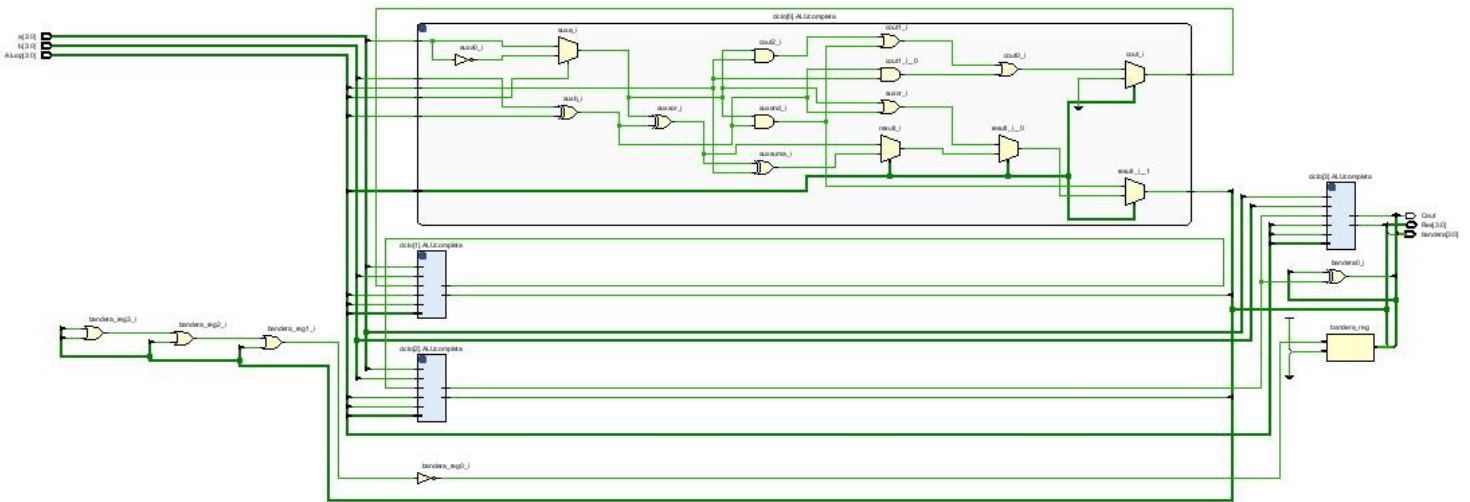 ciclo[0].ALUcompleta
a[3:0]
b[3:0]
Aluop[3:0]
auxa_i
auxa0_i
cout2_i
cout1_i
cout0_i
cout_i
cout1_i__0
auxb_i
auxxor_i
auxand_i
auxor_i
result_i
result_i__0
auxsuma_i
result_i__1
ciclo[3].ALUcompleta
Cout
Res[3:0]
bandera[3:0]
ciclo[1].ALUcompleta
bandera0_i
bandera_reg3_i
bandera_reg2_i
bandera_reg1_i
bandera_reg
ciclo[2].ALUcompleta
bandera_reg0_i